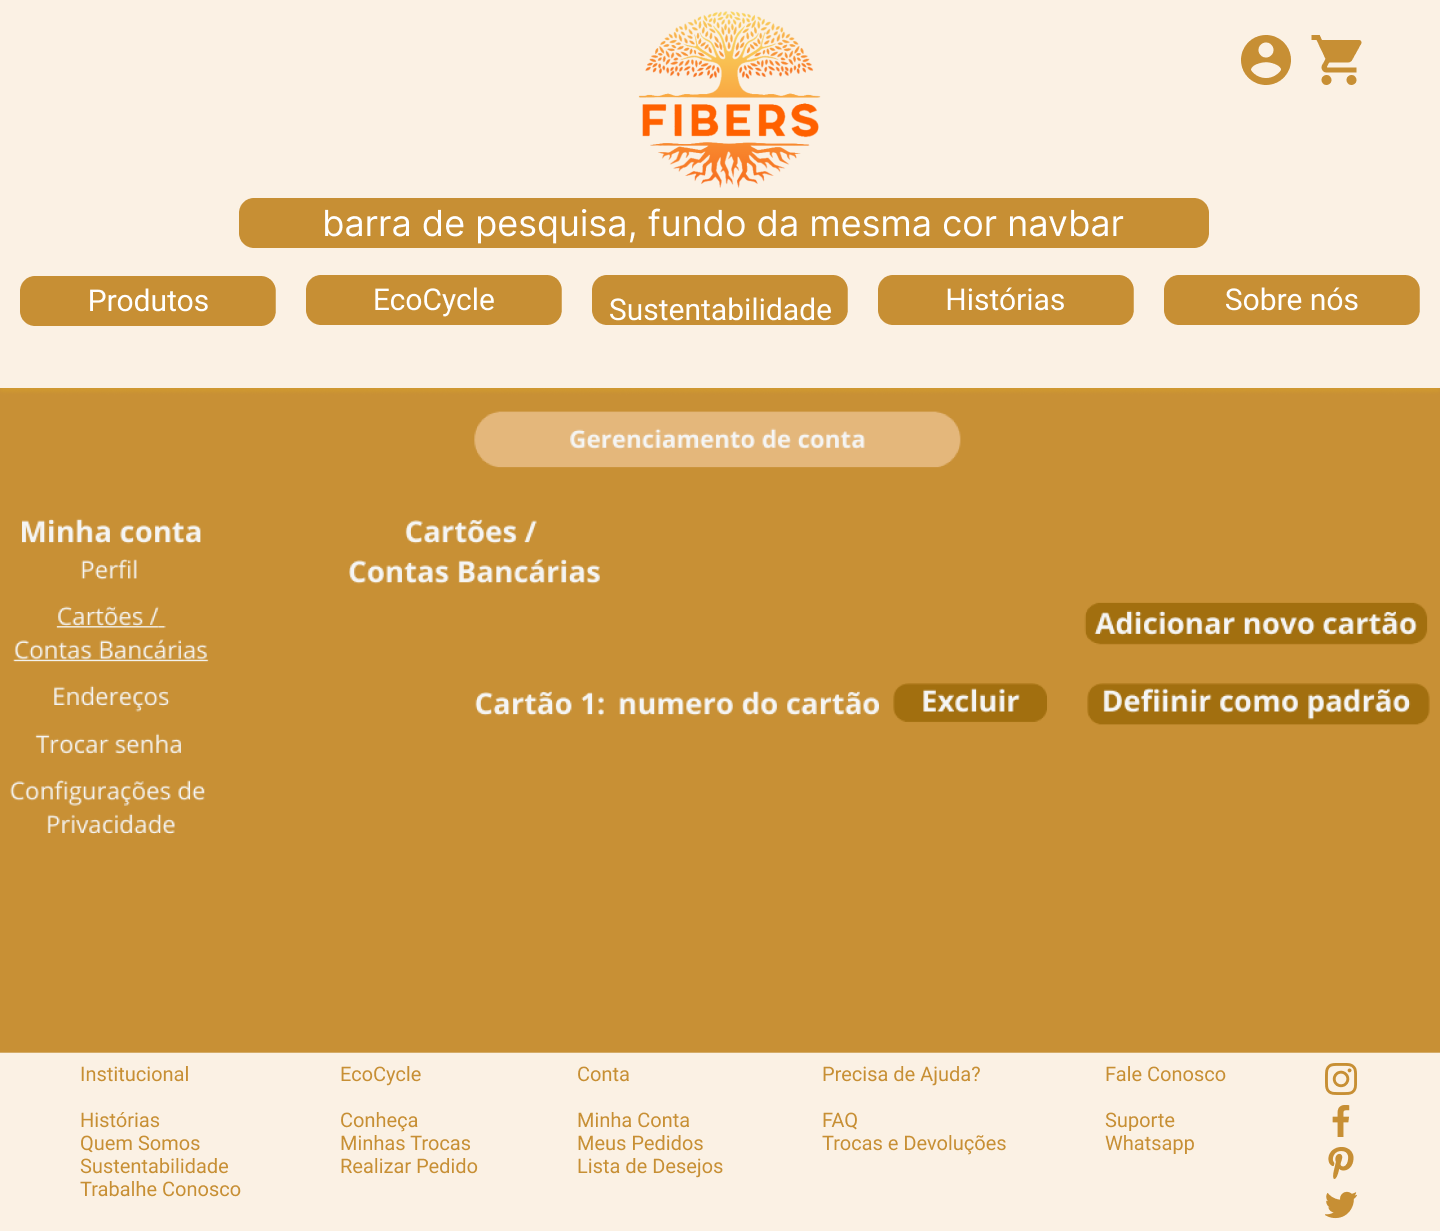 FIBERS
barra de pesquisa, fundo da mesma cor navbar
Produtos
EcoCycle
Sustentabilidade
Histórias
Sobre nós
Gerenciamento de conta
Minha conta
Perfil
Cartões /
Contas Bancárias
Endereços
Trocar senha
Configurações de
Privacidade
Cartões /
Contas Bancárias
Adicionar novo cartão
Cartão 1: numero do cartão
Excluir
Defiinir como padrão
Institucional
Histórias
Quem Somos
Sustentabilidade
Trabalhe Conosco
EcoCycle
Conheça
Minhas Trocas
Realizar Pedido
Conta
Minha Conta
Meus Pedidos
Lista de Desejos
Precisa de Ajuda?
FAQ
Trocas e Devoluções
Fale Conosco
Suporte
Whatsapp